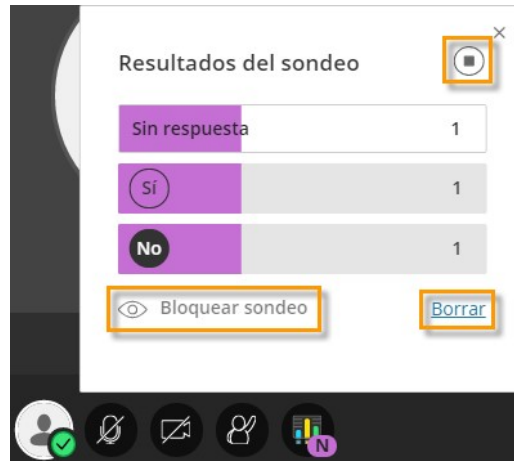 Resultados del sondeo
Sin respuesta 1
Sí 1
No 1
Bloquear sondeo Borrar
N